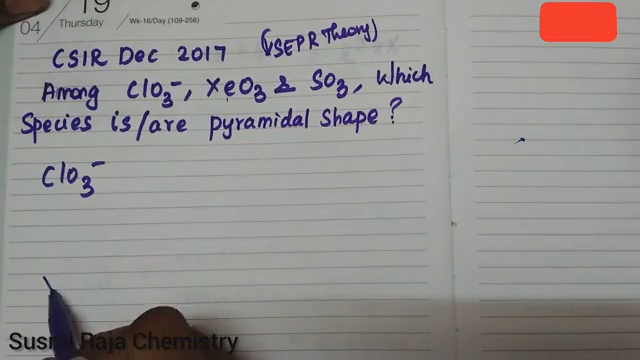 19
04 Thursday Wk-16/Day (109-256)
CSIR Dec 2017 (VSEPR Theory)
Among ClO3−, XeO3 & SO3, Which
Species is/are pyramidal shape?
ClO3−
Raja Chemistry